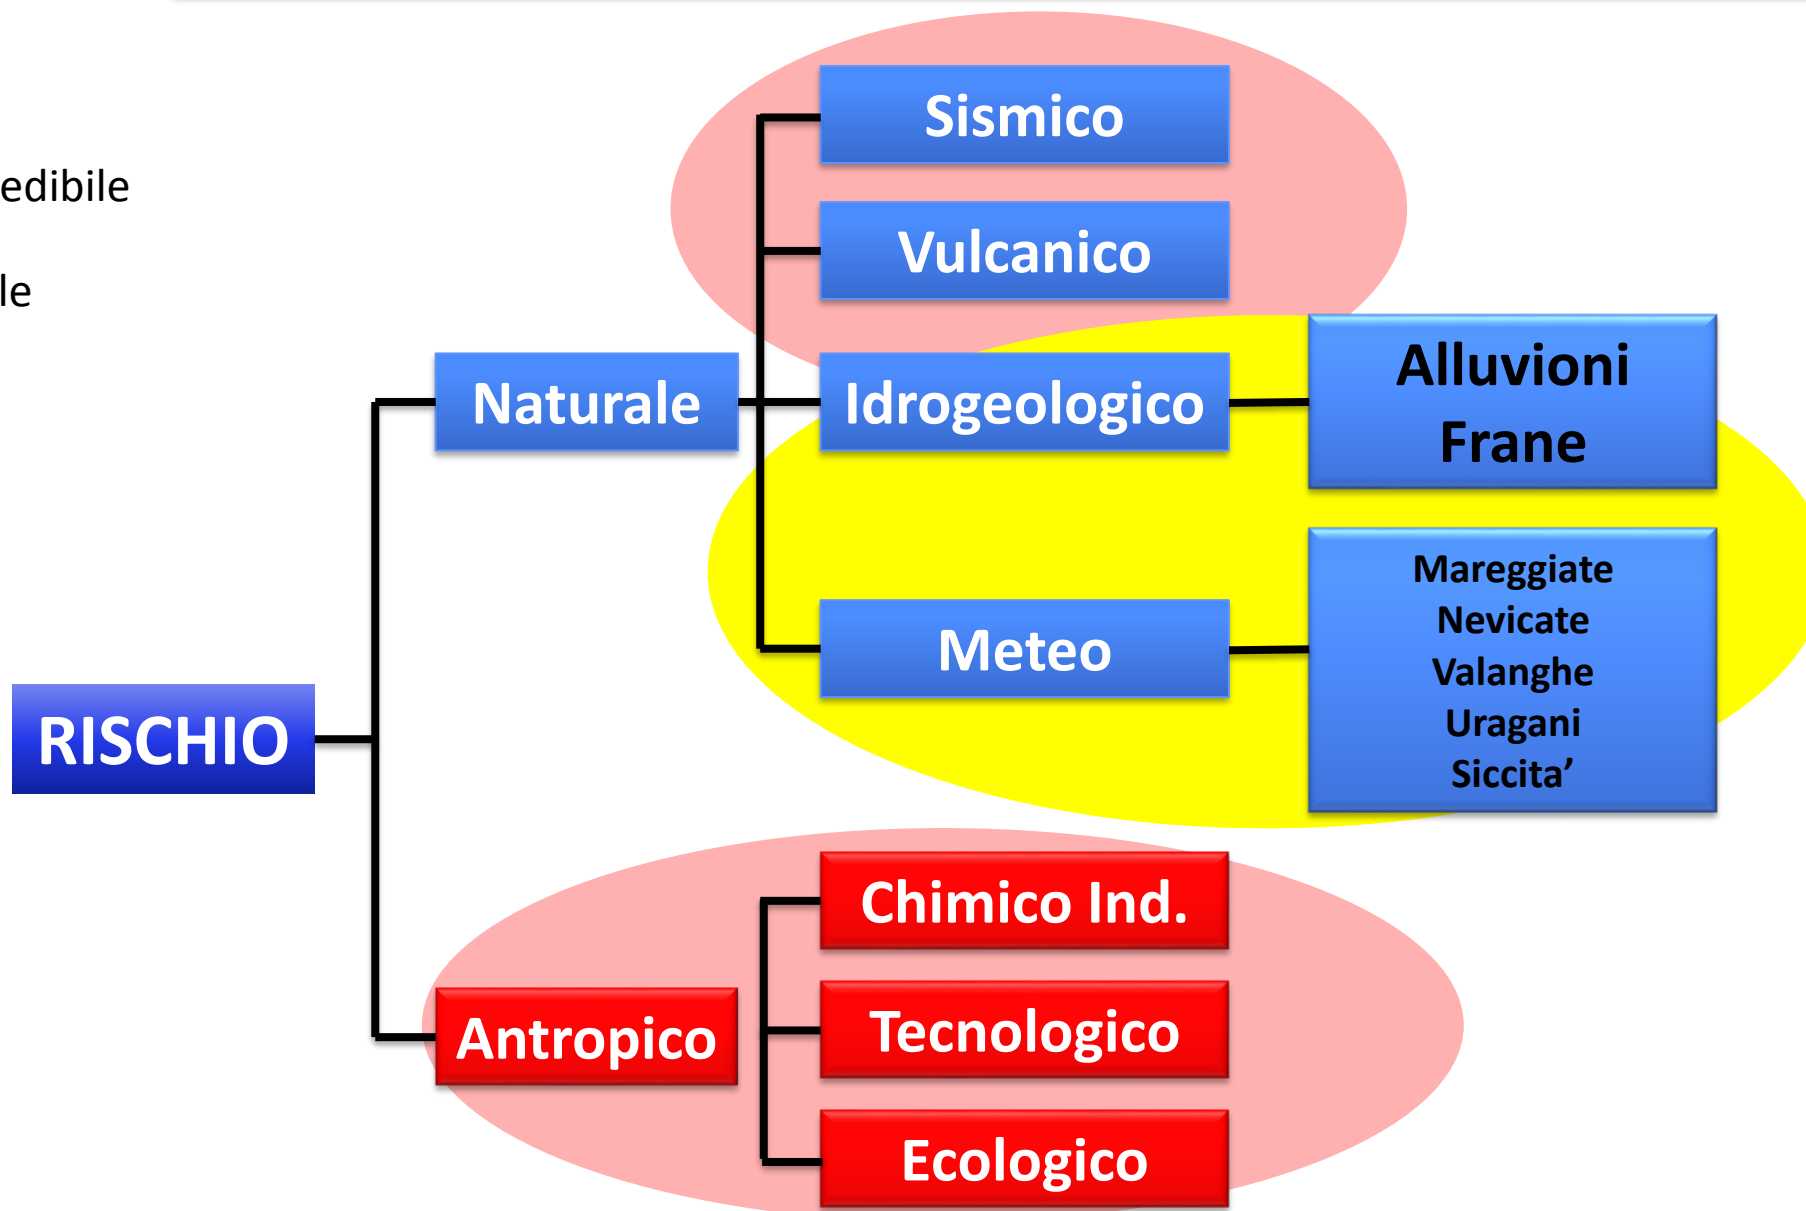 edibile
le
RISCHIO
Naturale
Sismico
Vulcanico
Idrogeologico
Alluvioni
Frane
Meteo
Mareggiate
Nevicate
Valanghe
Uragani
Siccita’
Antropico
Chimico Ind.
Tecnologico
Ecologico